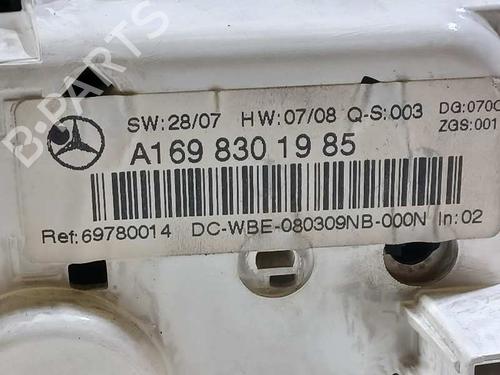 SW:28/07 HW:07/08 Q-S:003 DG:070C
ZGS:001
A169 830 19 85
Ref:69780014 DC-WBE-080309NB-000N In:02
B-PARTS